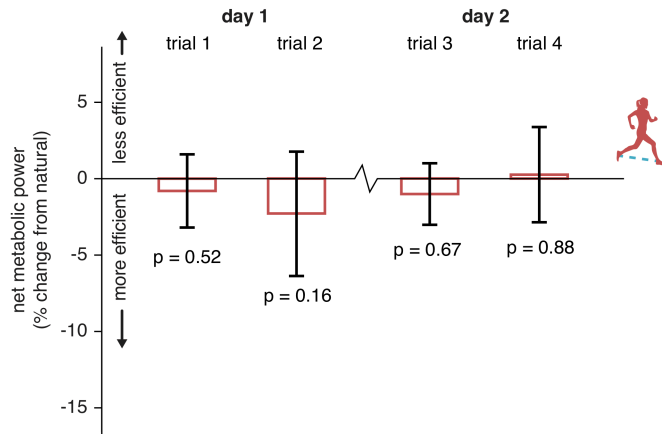 day 1
day 2
trial 1
trial 2
trial 3
trial 4
less efficient
more efficient
net metabolic power
(% change from natural)
5
0
-5
-10
-15
p = 0.52
p = 0.16
p = 0.67
p = 0.88